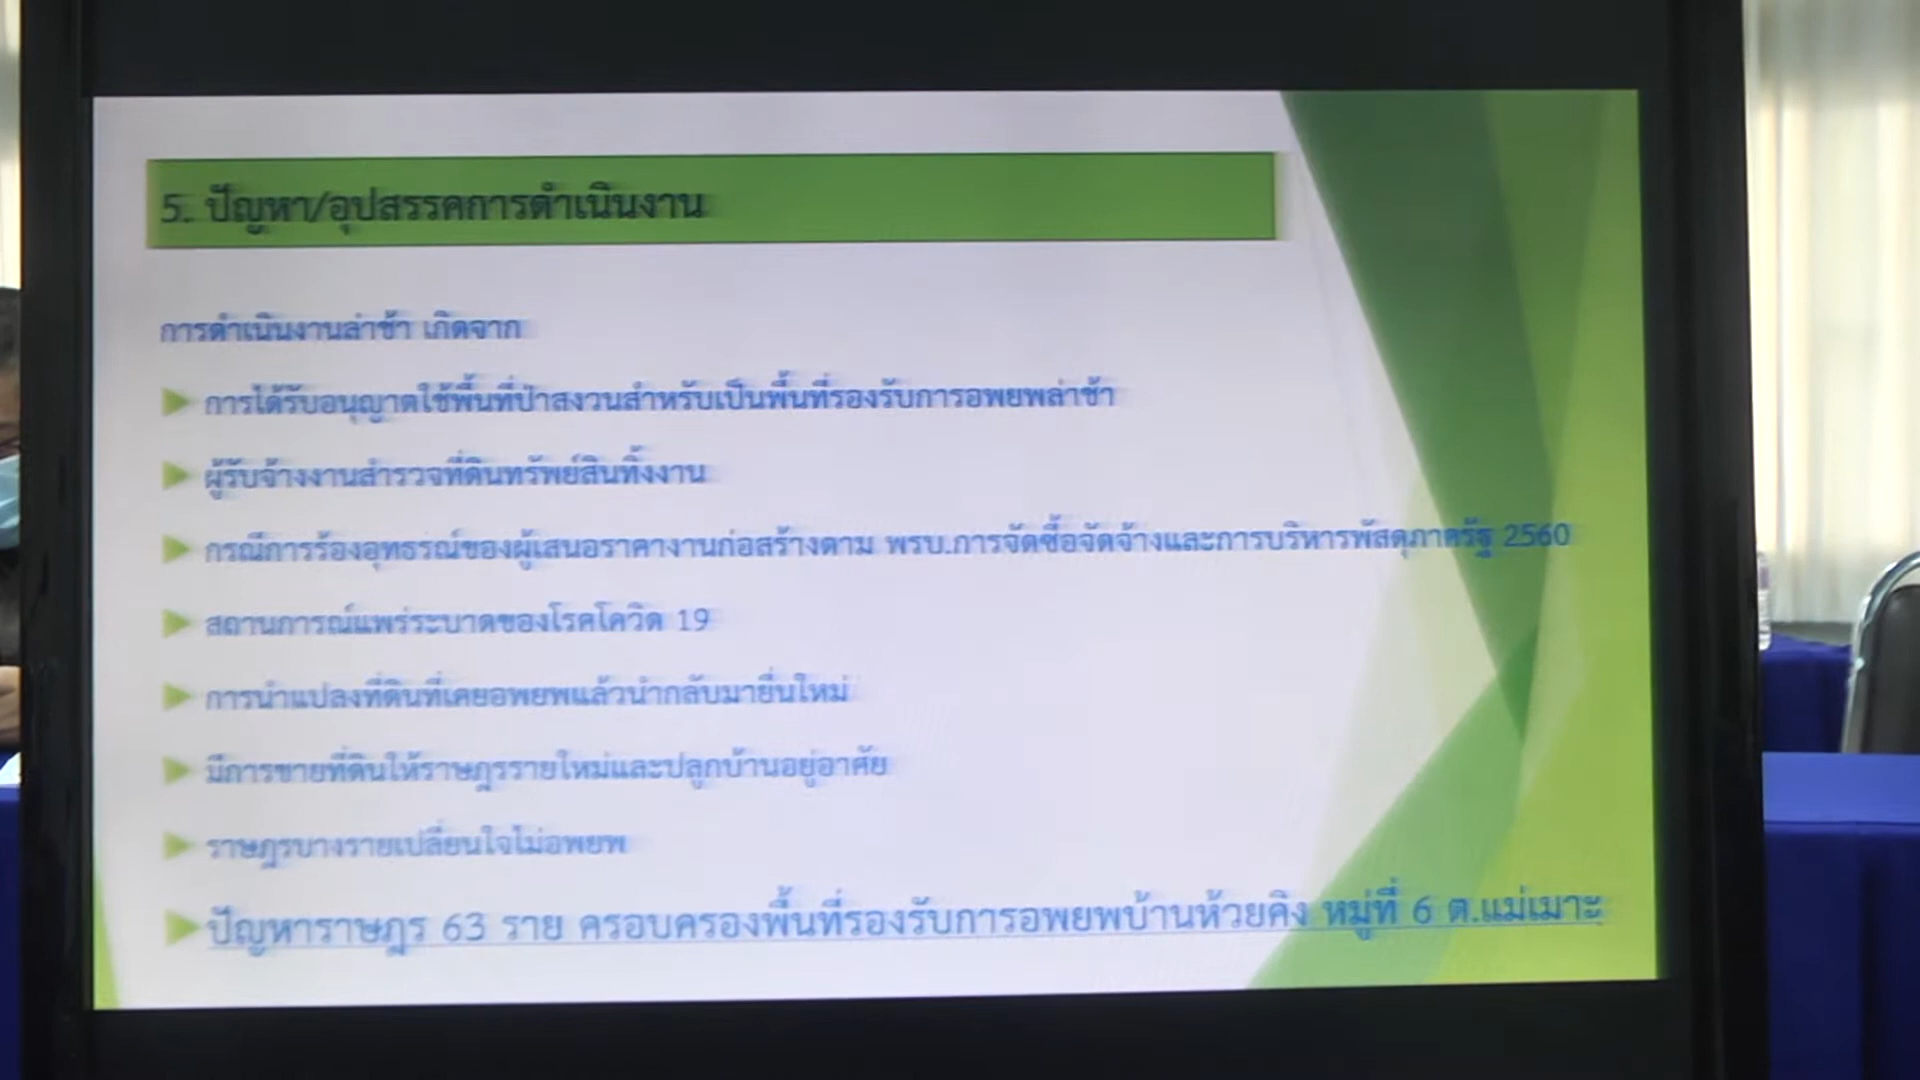 5. ปัญหา/อุปสรรคการดำเนินงาน
การดำเนินงานล่าช้า เกิดจาก
การได้รับอนุญาตใช้พื้นที่ป่าสงวนสำหรับเป็นพื้นที่รองรับการอพยพล่าช้า
ผู้รับจ้างงานสำรวจที่ดินทรัพย์สินทิ้งงาน
กรณีการร้องอุทธรณ์ของผู้เสนอราคางานก่อสร้างตาม พรบ.การจัดซื้อจัดจ้างและการบริหารพัสดุภาครัฐ 2560
สถานการณ์แพร่ระบาดของโรคโควิด 19
การนำแปลงที่ดินที่เคยอพยพแล้วนำกลับมายื่นใหม่
มีการขายที่ดินให้ราษฎรรายใหม่และปลูกบ้านอยู่อาศัย
ราษฎรบางรายเปลี่ยนใจไม่อพยพ
ปัญหาราษฎร 63 ราย ครอบครองพื้นที่รองรับการอพยพบ้านห้วยคิง หมู่ที่ 6 ต.แม่เมาะ